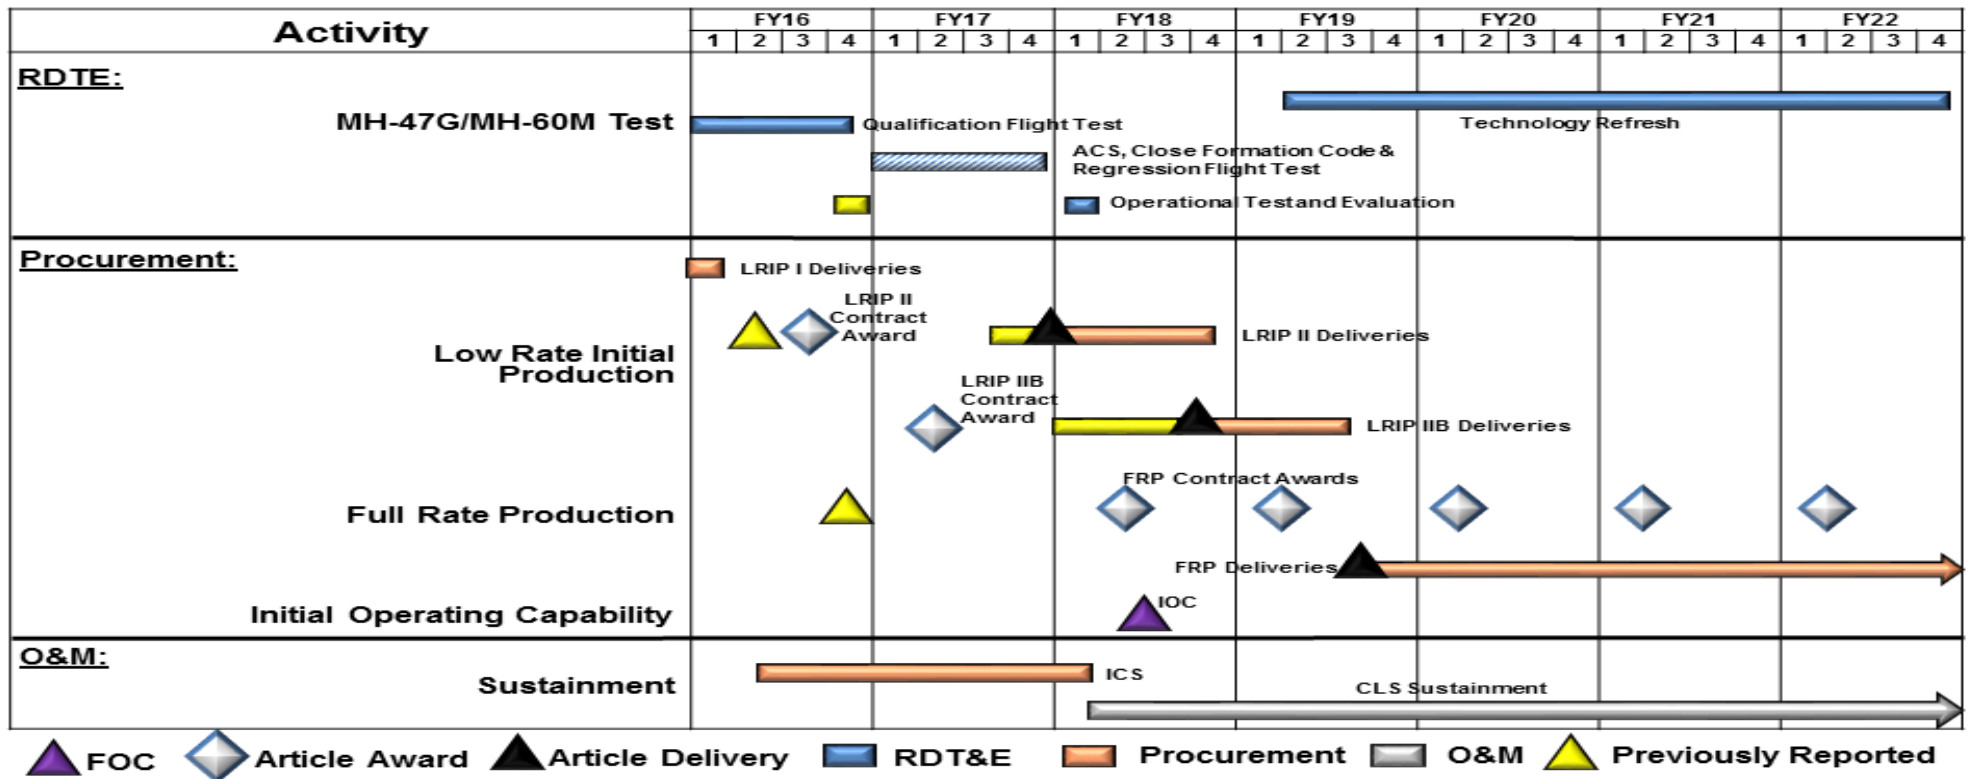 Activity
FY16 FY17 FY18 FY19 FY20 FY21 FY22
1 2 3 4 1 2 3 4 1 2 3 4 1 2 3 4 1 2 3 4 1 2 3 4 1 2 3 4
RDTE:
MH-47G/MH-60M Test
Qualification Flight Test
Technology Refresh
ACS, Close Formation Code &
Regression Flight Test
Operational Testand Evaluation
Procurement:
LRIP I Deliveries
LRIP II
Contract
Award
LRIP II Deliveries
Low Rate Initial
Production
LRIP IIB
Contract
Award
LRIP IIB Deliveries
FRP Contract Awards
Full Rate Production
FRP Deliveries
Initial Operating Capability
IOC
O&M:
Sustainment
ICS
CLS Sustainment
FOC Article Award Article Delivery RDT&E Procurement O&M Previously Reported